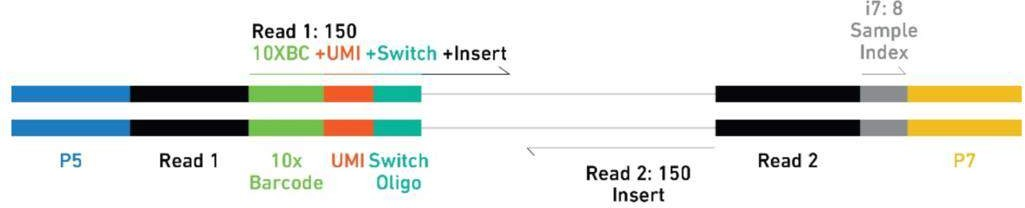 i7: 8
Sample
Index
Read 1: 150
10XBC +UMI +Switch +Insert
P5
Read 1
10x
Barcode
UMI
Switch
Oligo
Read 2: 150
Insert
Read 2
P7